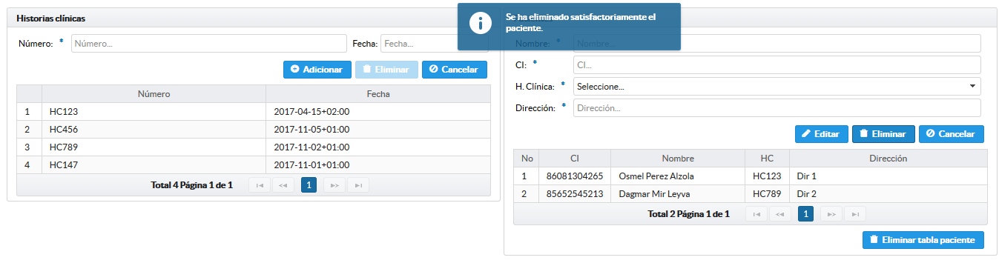 Historias clínicas
Se ha eliminado satisfactoriamente el
paciente.
Número: * Número... Fecha: Fecha...
Adicionar Eliminar Cancelar
Número Fecha
1 HC123 2017-04-15+02:00
2 HC456 2017-11-05+01:00
3 HC789 2017-11-02+01:00
4 HC147 2017-11-01+01:00
Total 4 Página 1 de 1 1
Nombre: * Nombre...
CI: * CI...
H. Clínica: * Seleccione...
Dirección: * Dirección...
Editar Eliminar Cancelar
No CI Nombre HC Dirección
1 86081304265 Osmel Perez Alzola HC123 Dir 1
2 85652545213 Dagmar Mir Leyva HC789 Dir 2
Total 2 Página 1 de 1 1
Eliminar tabla paciente